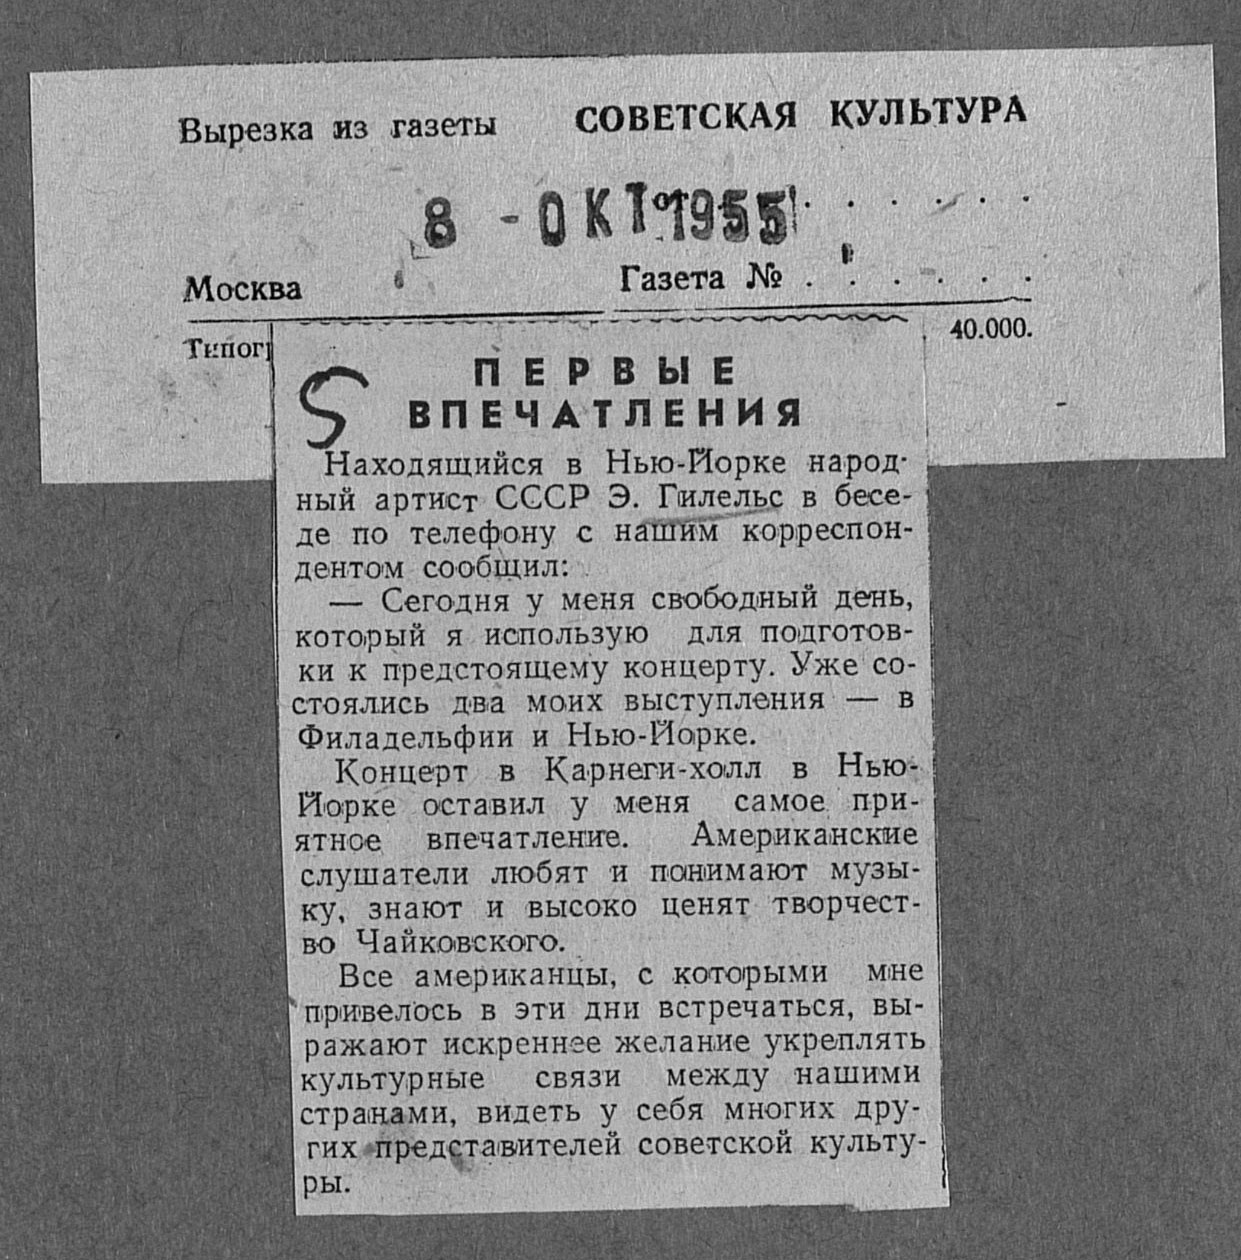 Вырезка из газеты СОВЕТСКАЯ КУЛЬТУРА
8 - ОКТ 1955
от . . . . . .
Москва Газета № . . . . . .
Типогр 40.000.
ПЕРВЫЕ
ВПЕЧАТЛЕНИЯ
Находящийся в Нью-Йорке народ-
ный артист СССР Э. Гилельс в бесе-
де по телефону с нашим корреспон-
дентом сообщил:
— Сегодня у меня свободный день,
который я использую для подготов-
ки к предстоящему концерту. Уже со-
стоялись два моих выступления — в
Филадельфии и Нью-Йорке.
Концерт в Карнеги-холл в Нью-
Йорке оставил у меня самое при-
ятное впечатление. Американские
слушатели любят и понимают музы-
ку, знают и высоко ценят творчест-
во Чайковского.
Все американцы, с которыми мне
привелось в эти дни встречаться, вы-
ражают искреннее желание укреплять
культурные связи между нашими
странами, видеть у себя многих дру-
гих представителей советской культу-
ры.